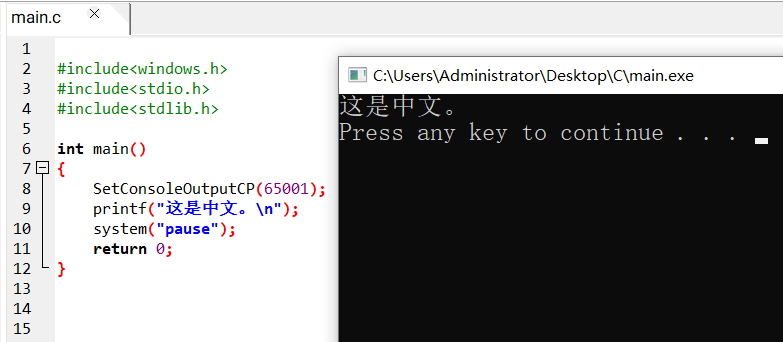 main.c
1
2 #include<windows.h>
3 #include<stdio.h>
4 #include<stdlib.h>
5
6 int main()
7 {
8 SetConsoleOutputCP(65001);
9 printf("这是中文。\n");
10 system("pause");
11 return 0;
12 }
13
14
15
C:\Users\Administrator\Desktop\C\main.exe
这是中文。
Press any key to continue . . .